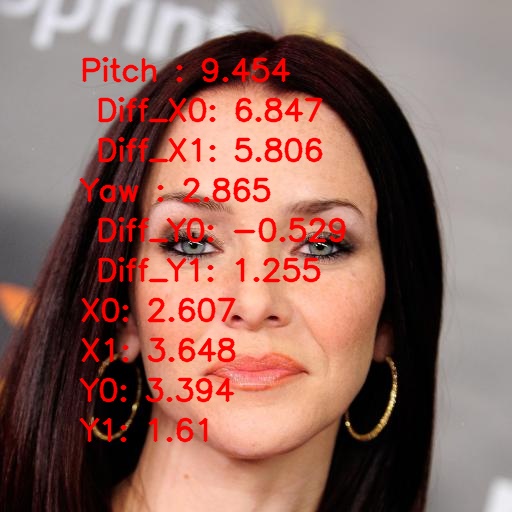 sprint
Pitch : 9.454
Diff_X0: 6.847
Diff_X1: 5.806
Yaw : 2.865
Diff_Y0: -0.529
Diff_Y1: 1.255
X0: 2.607
X1: 3.648
Y0: 3.394
Y1: 1.61